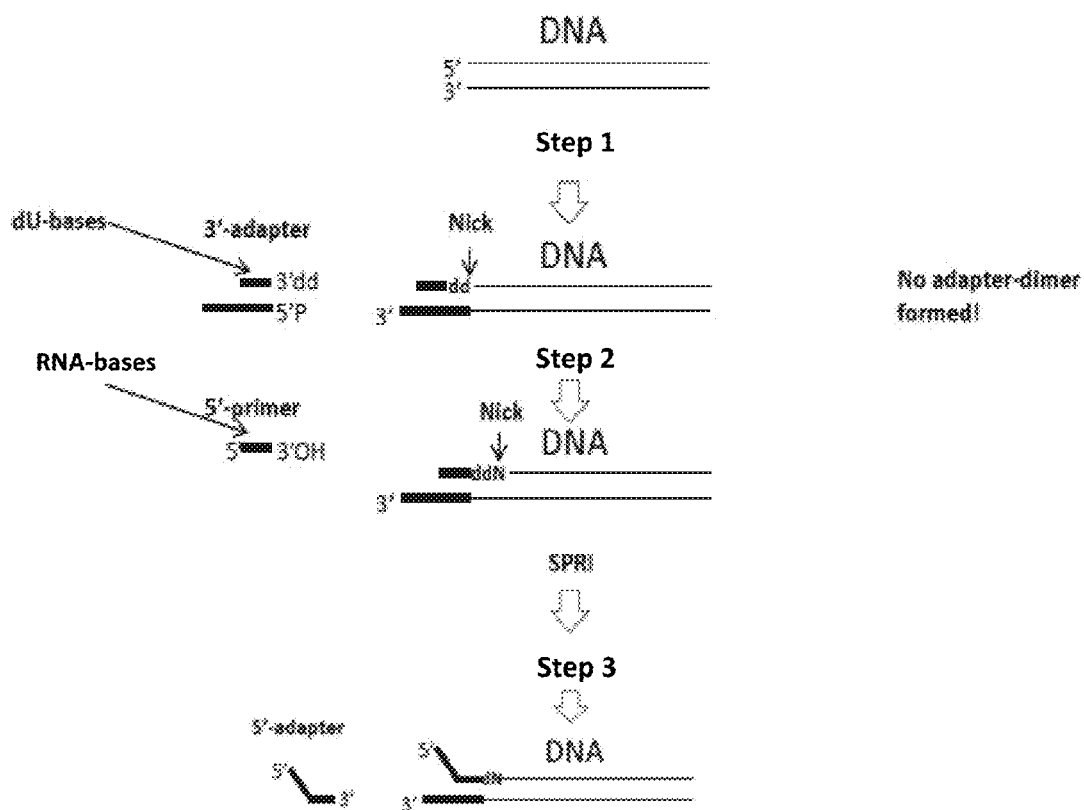 DNA
5'
3'
Step 1
dU-bases
3'-adapter
Nick
DNA
3'dd
dd
No adapter-dimer
formed!
5'P
3'
RNA-bases
Step 2
5'-primer
Nick
DNA
5' 3'OH
ddN
3'
SPRI
Step 3
5'-adapter
5'
DNA
5'
dN
3'
3'